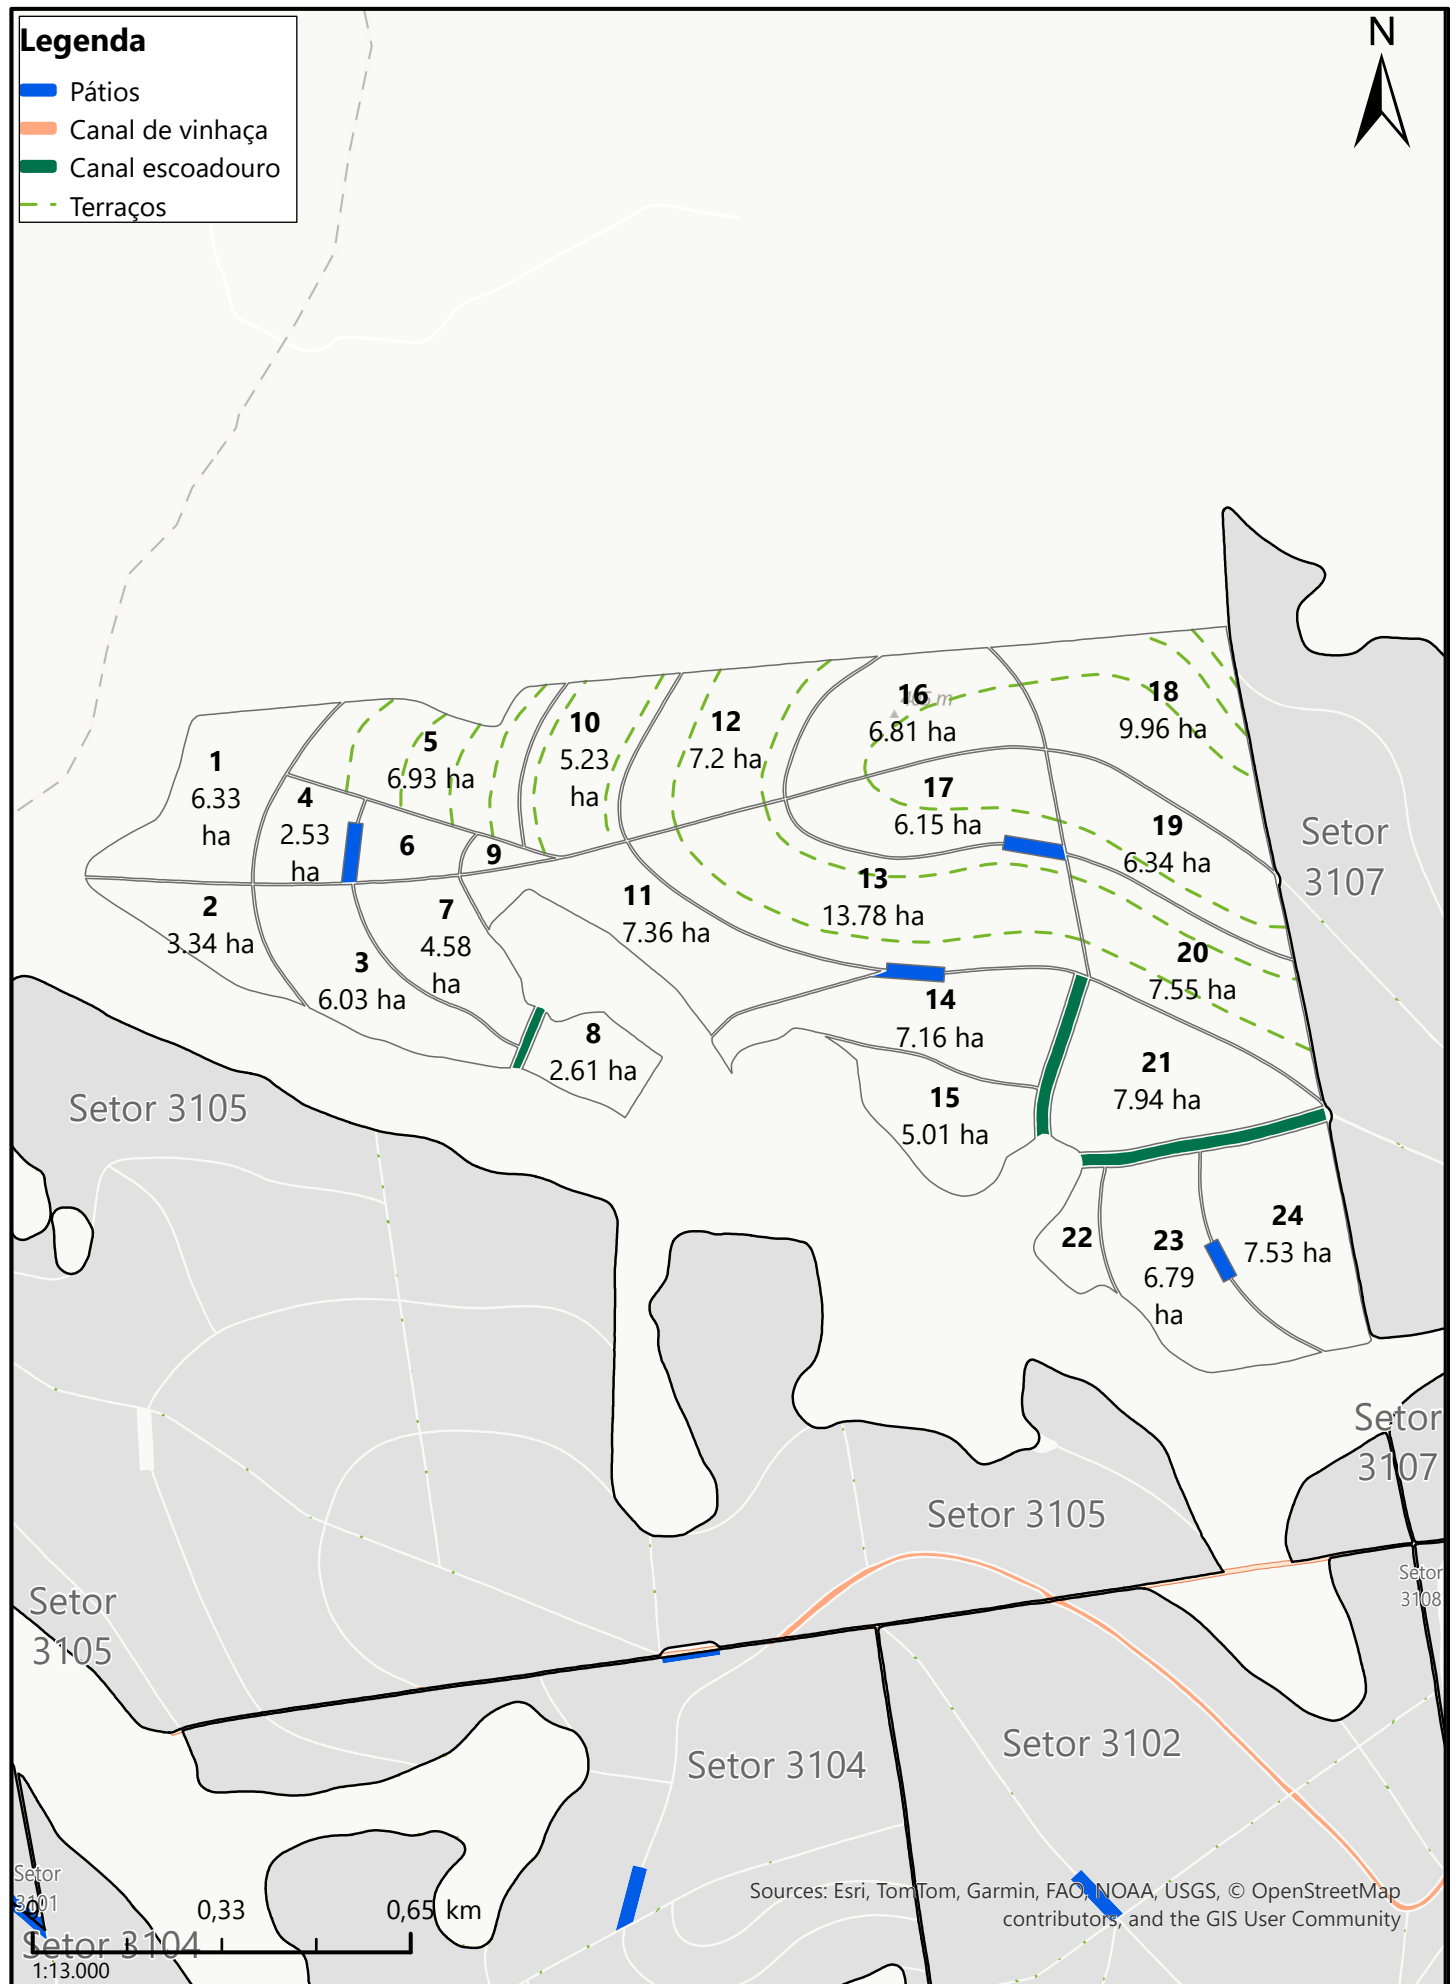 Legenda
Pátios
Canal de vinhaça
Canal escoadouro
Terraços
N
1
6.33
ha
2
3.34 ha
3
6.03 ha
4
2.53
ha
5
6.93 ha
6
7
4.58
ha
8
2.61 ha
9
10
5.23
ha
11
7.36 ha
12
7.2 ha
13
13.78 ha
14
7.16 ha
15
5.01 ha
16
6.81 ha
17
6.15 ha
18
9.96 ha
19
6.34 ha
20
7.55 ha
21
7.94 ha
22
23
6.79
ha
24
7.53 ha
Setor
3107
Setor 3105
Setor
3107
Setor 3105
Setor
3108
Setor
3105
Setor 3102
Setor 3104
Setor
3101
Setor 3104
0
0,33
0,65 km
1:13.000
Sources: Esri, TomTom, Garmin, FAO, NOAA, USGS, © OpenStreetMap
contributors, and the GIS User Community